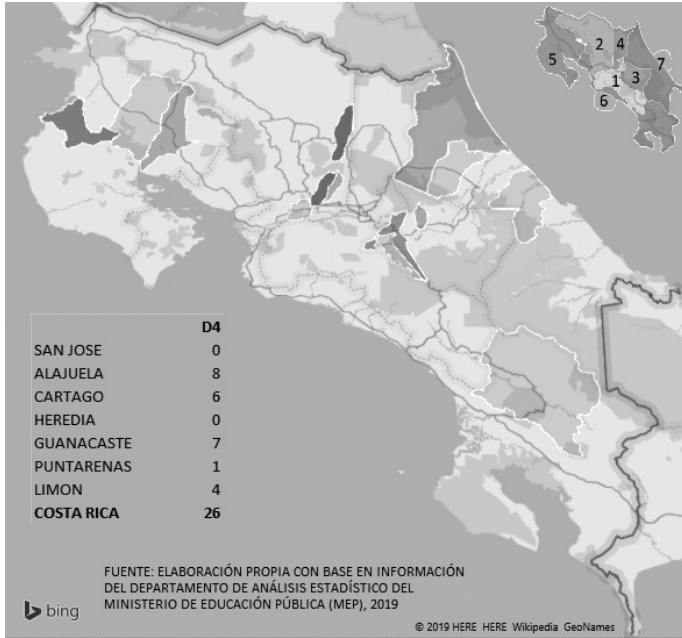 2
4
7
5
1
3
6
D4
SAN JOSE 0
ALAJUELA 8
CARTAGO 6
HEREDIA 0
GUANACASTE 7
PUNTARENAS 1
LIMON 4
COSTA RICA 26
FUENTE: ELABORACIÓN PROPIA CON BASE EN INFORMACIÓN
DEL DEPARTAMENTO DE ANÁLISIS ESTADÍSTICO DEL
MINISTERIO DE EDUCACIÓN PÚBLICA (MEP), 2019
bing
© 2019 HERE HERE Wikipedia GeoNames